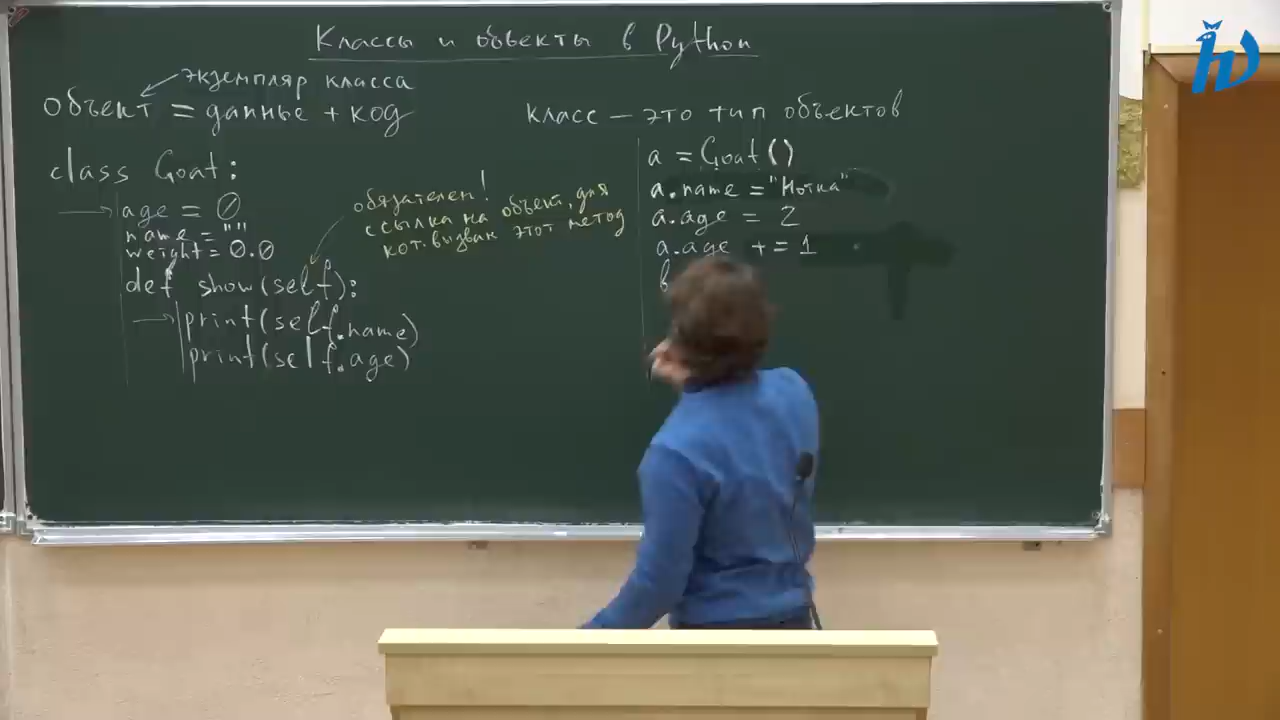 Классы и объекты в Python
экземпляр класса
объект = данные + код
class Goat:
age = 0
name = ""
weight = 0.0
def show(self):
print(self.name)
print(self.age)
обязателен!
ссылка на объект, для
кот. вызван этот метод
класс — это тип объектов
a = Goat()
a.name = "Ночка"
a.age = 2
a.age += 1